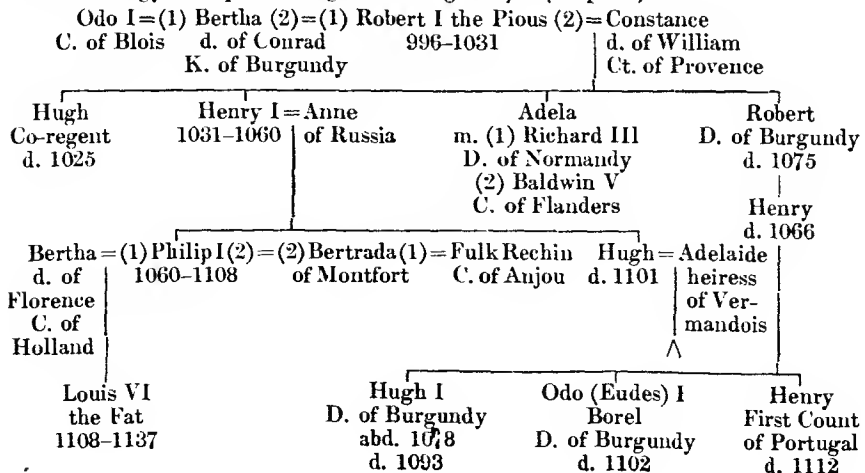 Odo I=(1) Bertha (2)=(1) Robert I the Pious (2)=Constance
C. of Blois d. of Conrad 996–1031 d. of William
K. of Burgundy Ct. of Provence
Hugh Henry I=Anne Adela Robert
Co-regent 1031–1060 of Russia m. (1) Richard III D. of Burgundy
d. 1025 D. of Normandy d. 1075
(2) Baldwin V
C. of Flanders Henry
d. 1066
Bertha=(1) Philip I (2)=(2) Bertrada (1)=Fulk Rechin Hugh=Adelaide
d. of 1060–1108 of Montfort C. of Anjou d. 1101 heiress
Florence of Ver-
C. of mandois
Holland
Louis VI Hugh I Odo (Eudes) I Henry
the Fat D. of Burgundy Borel First Count
1108–1137 abd. 1078 D. of Burgundy of Portugal
d. 1093 d. 1102 d. 1112